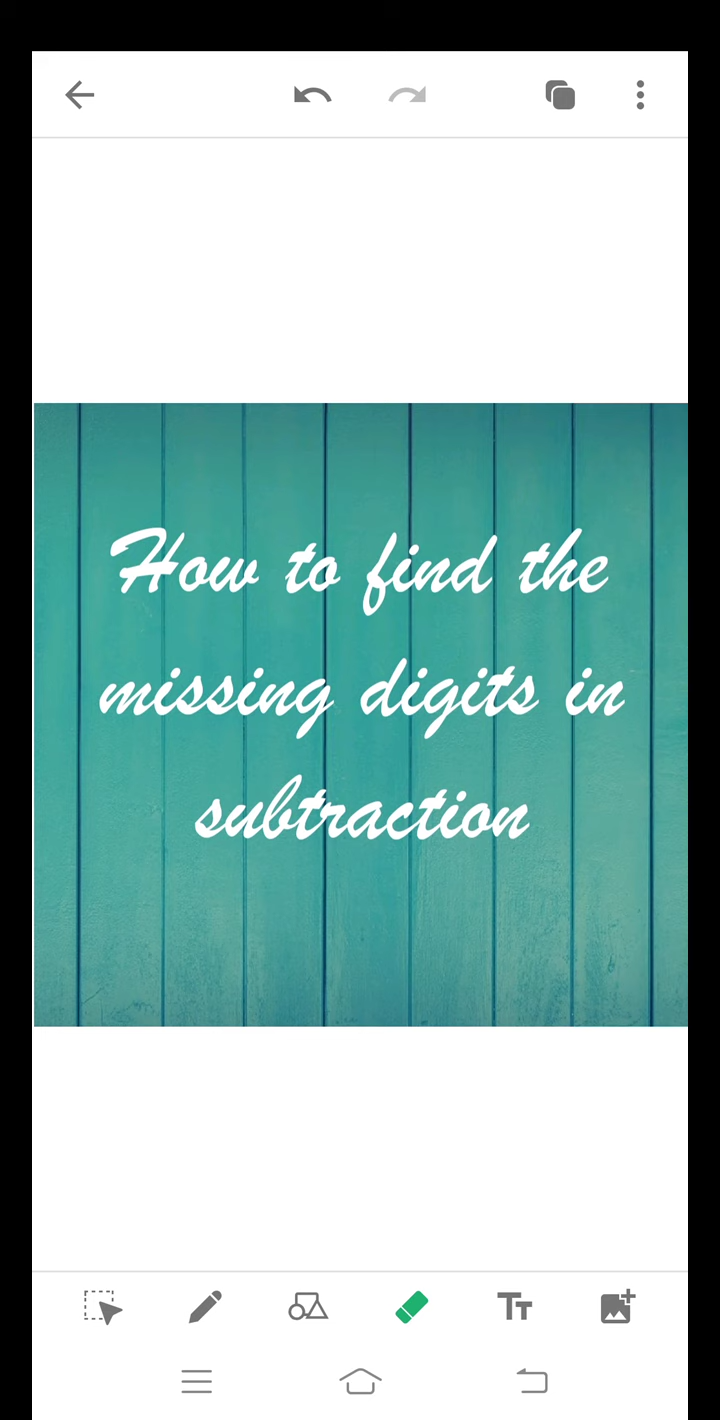 How to find the
missing digits in
subtraction